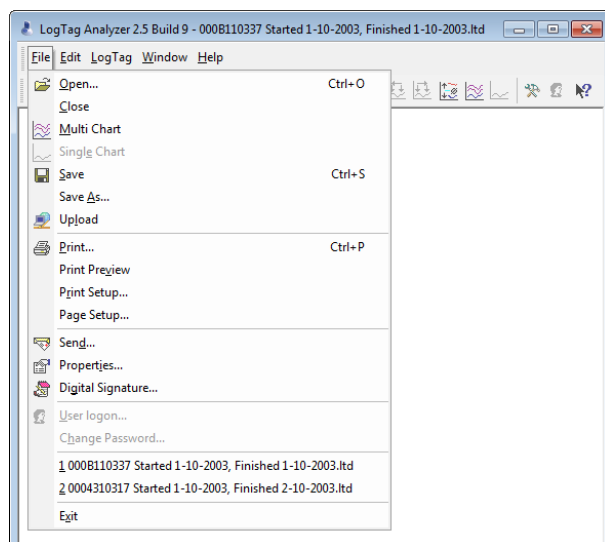 LogTag Analyzer 2.5 Build 9 - 000B110337 Started 1-10-2003, Finished 1-10-2003.ltd
File Edit LogTag Window Help
Open... Ctrl+O
Close
Multi Chart
Single Chart
Save Ctrl+S
Save As...
Upload
Print... Ctrl+P
Print Preview
Print Setup...
Page Setup...
Send...
Properties...
Digital Signature...
User logon...
Change Password...
1 000B110337 Started 1-10-2003, Finished 1-10-2003.ltd
2 0004310317 Started 1-10-2003, Finished 2-10-2003.ltd
Exit